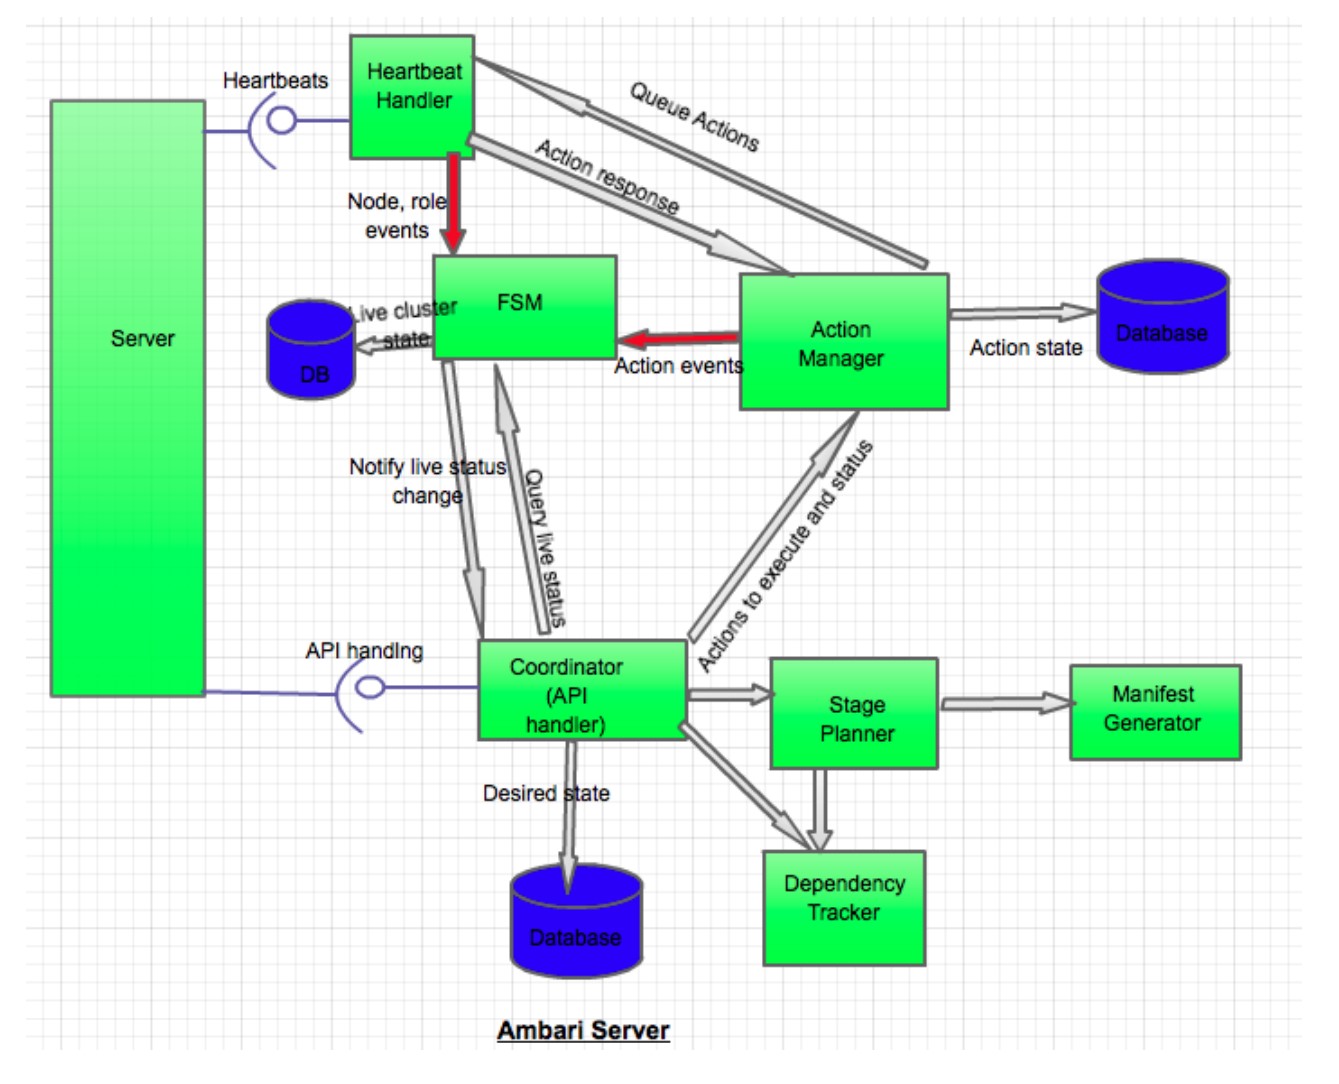 Heartbeats
Heartbeat
Handler
Queue Actions
Action response
Node, role
events
Server
Live cluster
state
DB
FSM
Action events
Action
Manager
Action state
Database
Notify live status
change
Query live status
Actions to execute and status
API handlng
Coordinator
(API
handler)
Stage
Planner
Manifest
Generator
Desired state
Database
Dependency
Tracker
Ambari Server